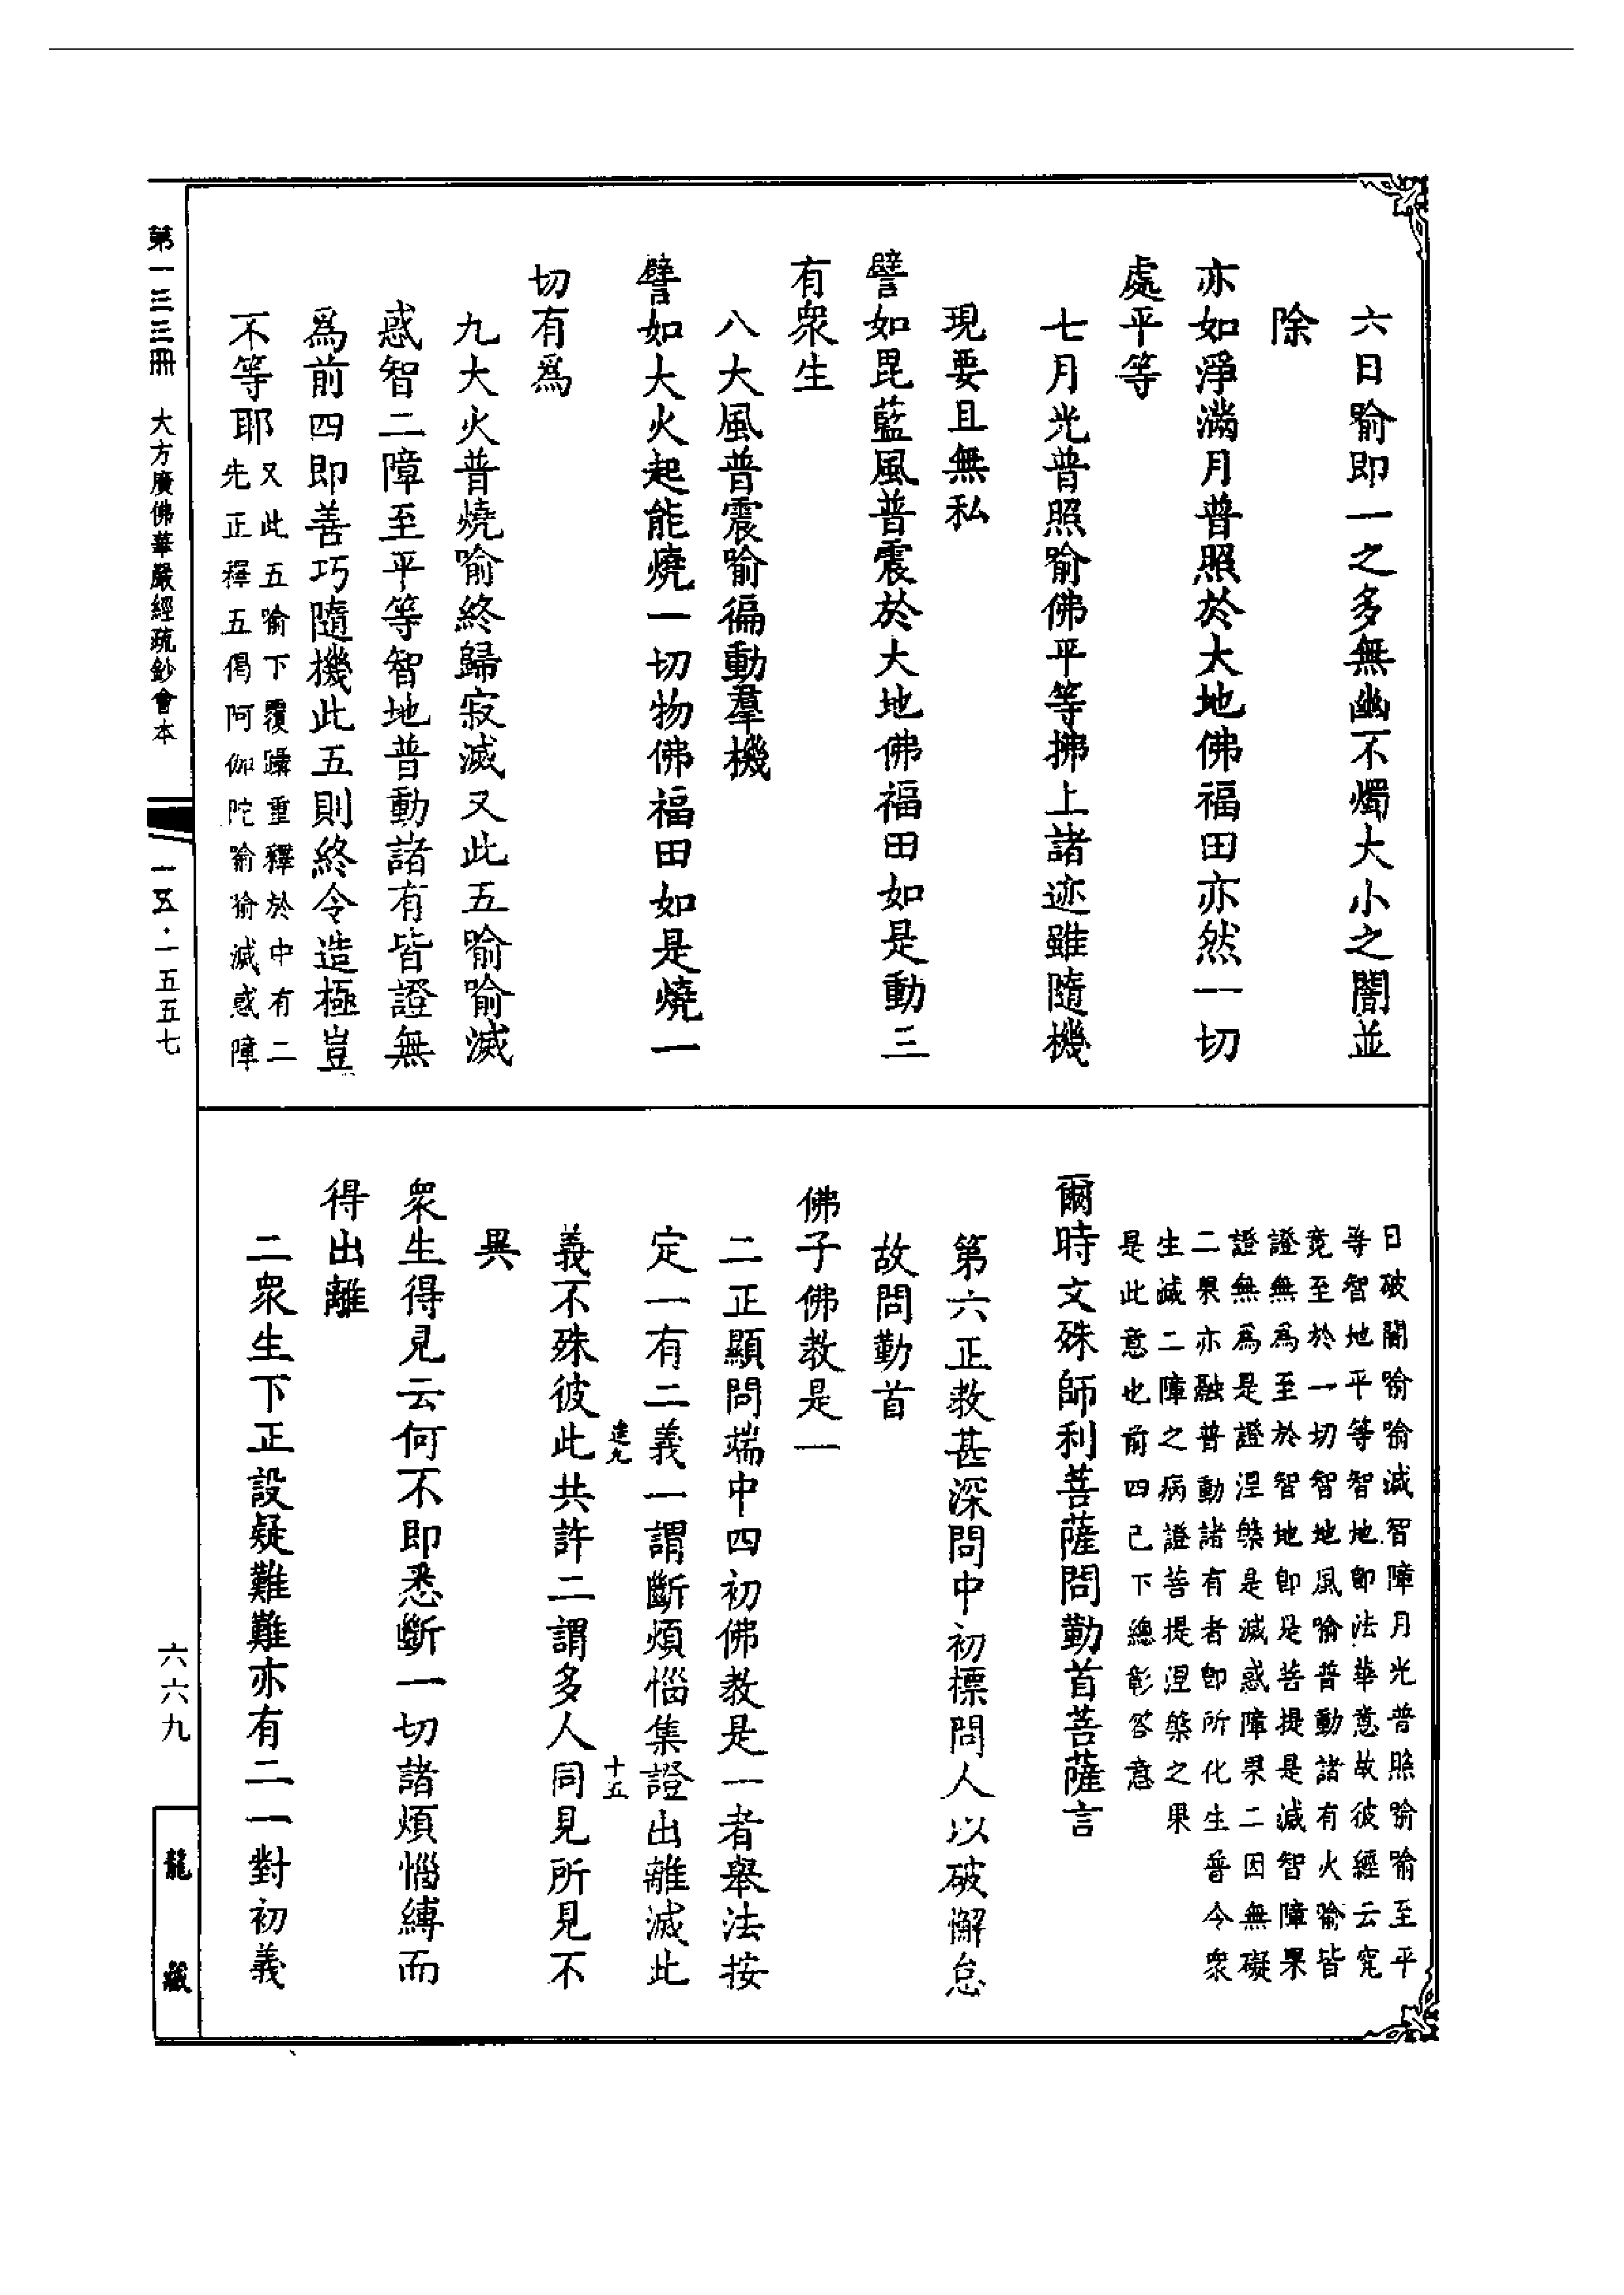 六日喻即一之多無幽不燭大小之闇並
除
亦如淨滿月普照於大地佛福田亦然一切
處平等
七月光普照喻佛平等拂上諸迹雖隨機
現要且無私
譬如毘藍風普震於大地佛福田如是動三
有眾生
八大風普震喻徧動羣機
譬如大火起能燒一切物佛福田如是燒一
切有爲
九大火普燒喻終歸寂滅又此五喻喻滅
惑智二障至平等智地普動諸有皆證無
爲前四即善巧隨機此五則終令造極豈
不等耶
又此五喻下覆躡重釋於中有二
先正釋五偈阿伽陀喻喻滅惑障
日破闇喻喻滅智障月光普照喻喻至平
等智地平等智地即法華意故彼經云究
竟至於一切智智地風喻普動諸有火喻皆
證無爲至於智地即是菩提是滅智障果
證無爲是證涅槃是滅惑障果二因無礙
二果亦融普動諸有者即所化生普令眾
生滅二障之病證菩提涅槃之果
是此意也前四已下總彰答意
爾時文殊師利菩薩問勤首菩薩言
第六正教甚深問中初標問人以破懈怠
故問勤首
佛子佛教是一
二正顯問端中四初佛教是一者舉法按
定一有二義一謂斷煩惱集證出離滅此
進九
十五
義不殊彼此共許二謂多人同見所見不
異
眾生得見云何不即悉斷一切諸煩惱縛而
得出離
二眾生下正設疑難難亦有二一對初義
第一三三冊 大方廣佛華嚴經疏鈔會本
一五·一五五七
六六九
龍藏